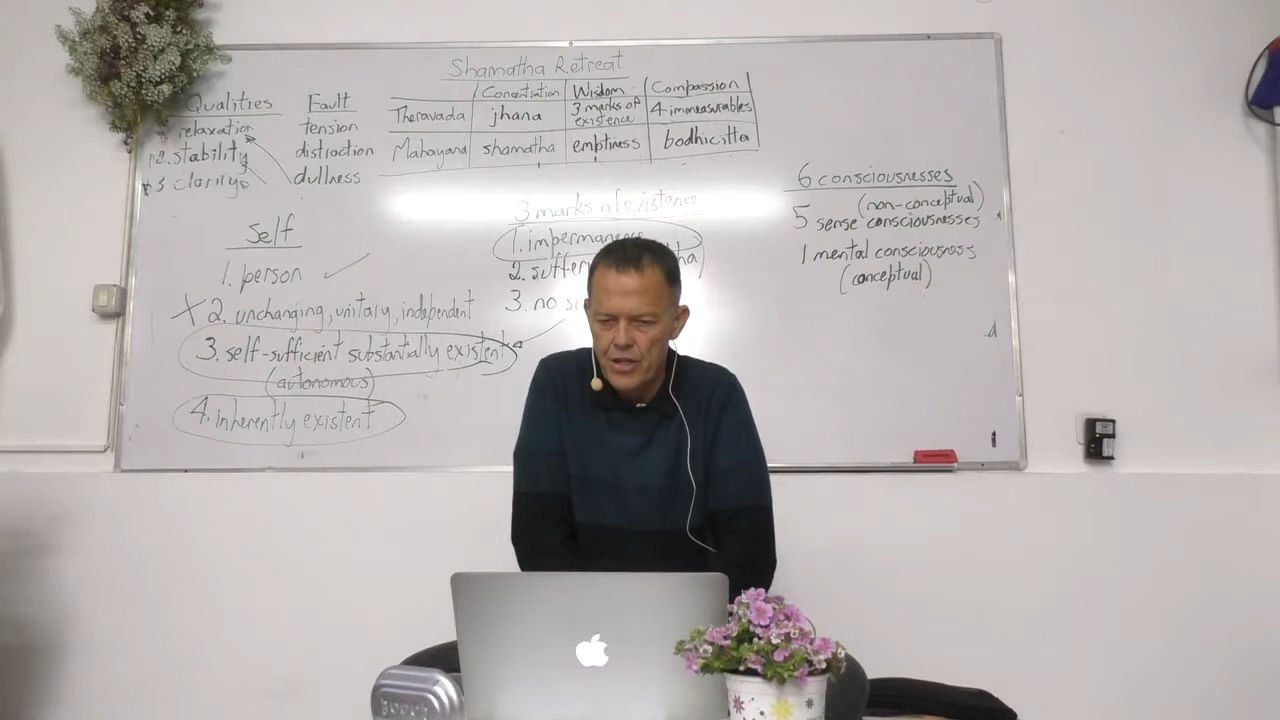 Shamatha Retreat
Concentration Wisdom Compassion
Theravada jhana 3 marks of existence 4 immeasurables
Mahayana shamatha emptiness bodhicitta
Qualities Fault
relaxation tension
2. stability distraction
3 clarity dullness
Self
1. person ✓
X 2. unchanging, unitary, independent
3. self-sufficient substantially existent
(autonomous)
4. inherently existent
3 marks of existence
1. impermanence
2.
3. no
6 consciousnesses
(non-conceptual)
5 sense consciousnesses
1 mental consciousness
(conceptual)